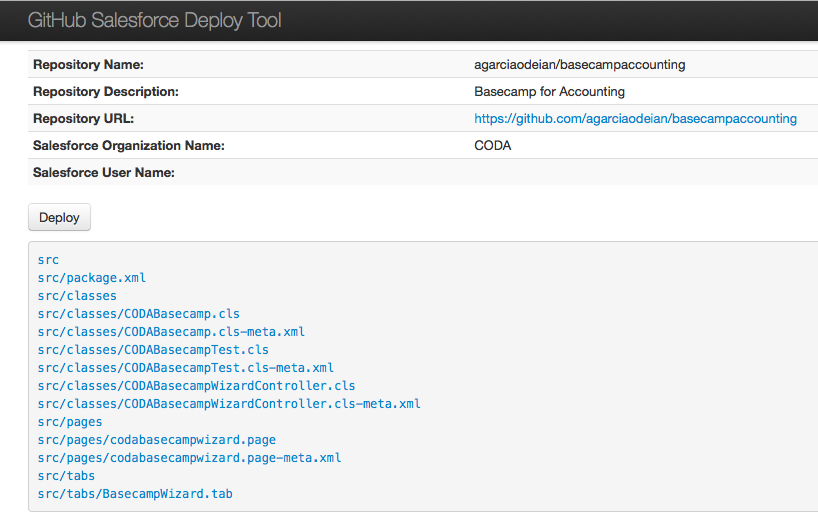 GitHub Salesforce Deploy Tool
Repository Name: agarciaodeian/basecampaccounting
Repository Description: Basecamp for Accounting
Repository URL: https://github.com/agarciaodeian/basecampaccounting
Salesforce Organization Name: CODA
Salesforce User Name:
Deploy
src
src/package.xml
src/classes
src/classes/CODABasecamp.cls
src/classes/CODABasecamp.cls-meta.xml
src/classes/CODABasecampTest.cls
src/classes/CODABasecampTest.cls-meta.xml
src/classes/CODABasecampWizardController.cls
src/classes/CODABasecampWizardController.cls-meta.xml
src/pages
src/pages/codabasecampwizard.page
src/pages/codabasecampwizard.page-meta.xml
src/tabs
src/tabs/BasecampWizard.tab